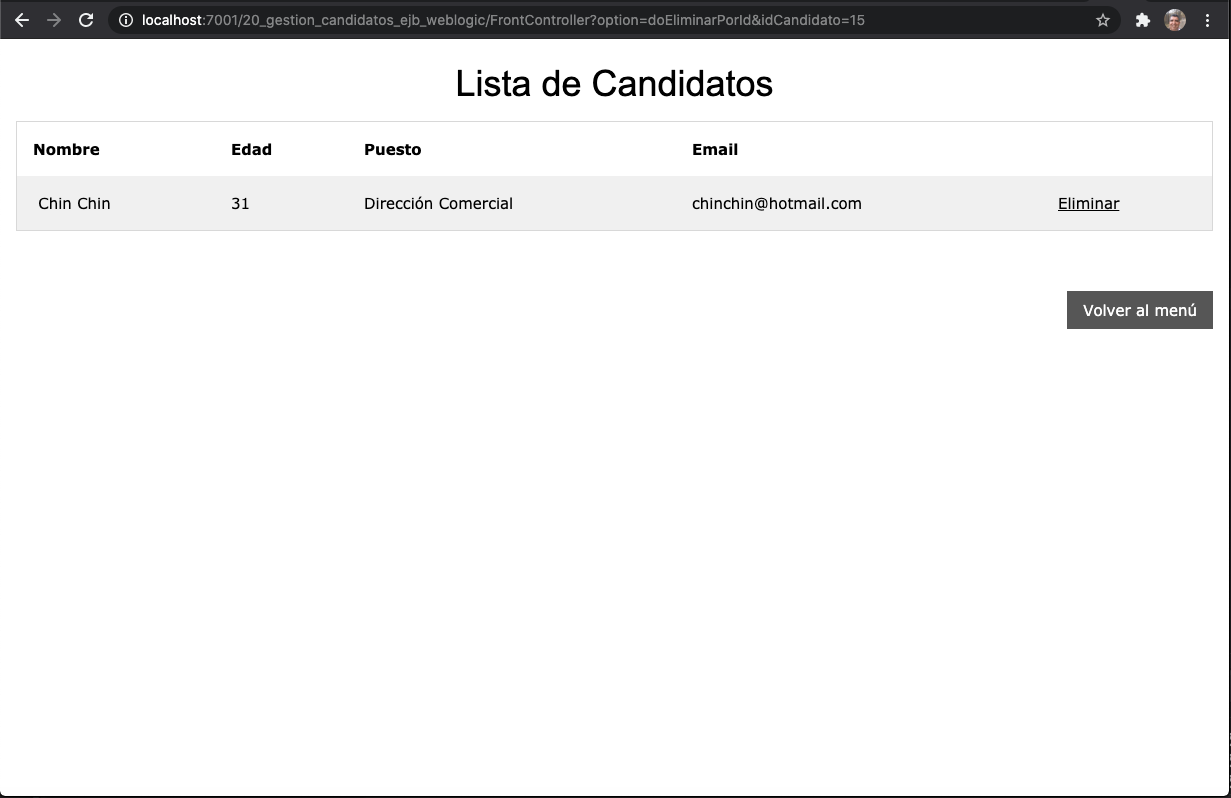 localhost:7001/20_gestion_candidatos_ejb_weblogic/FrontController?option=doEliminarPorId&idCandidato=15
Lista de Candidatos
Nombre Edad Puesto Email
Chin Chin 31 Dirección Comercial chinchin@hotmail.com Eliminar
Volver al menú